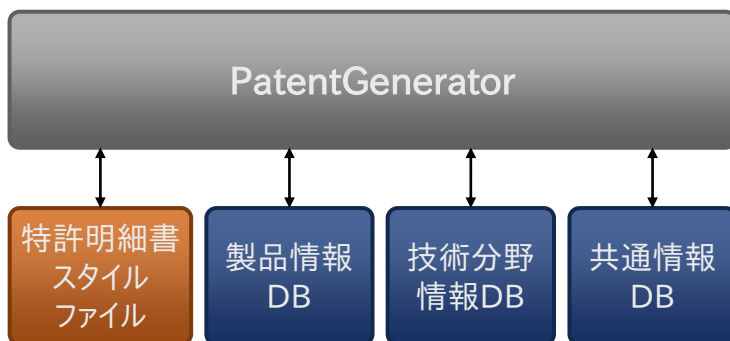 PatentGenerator
特許明細書
スタイル
ファイル
製品情報
DB
技術分野
情報DB
共通情報
DB